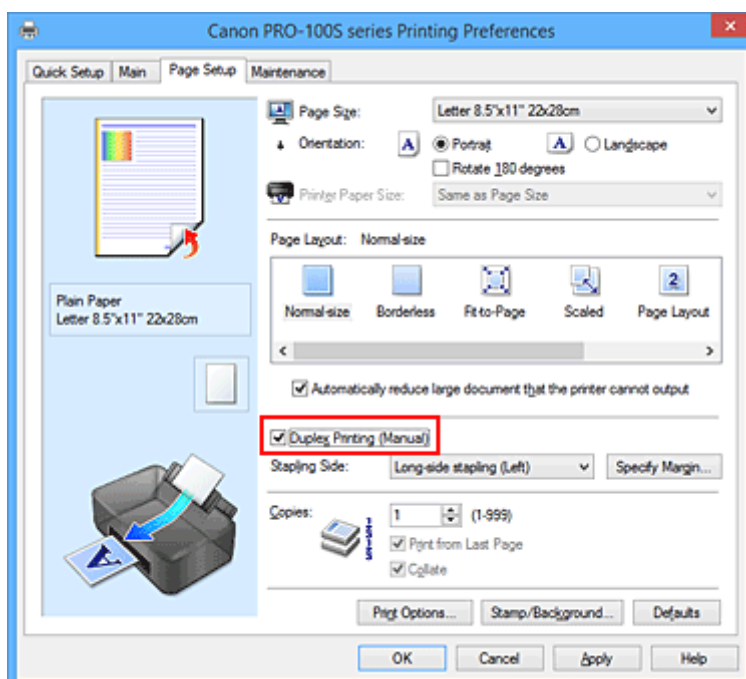 Canon PRO-100S series Printing Preferences
Quick Setup Main Page Setup Maintenance
Page Size: Letter 8.5"x11" 22x28cm
Orientation: A Portrait A Landscape
Rotate 180 degrees
Printer Paper Size: Same as Page Size
Page Layout: Normal-size
2
Normal-size Borderless Fit-to-Page Scaled Page Layout
Plain Paper
Letter 8.5"x11" 22x28cm
Automatically reduce large document that the printer cannot output
Duplex Printing (Manual)
Stapling Side: Long-side stapling (Left) Specify Margin...
Copies: 1 (1-999)
Print from Last Page
Collate
A
Print Options... Stamp/Background... Defaults
OK Cancel Apply Help